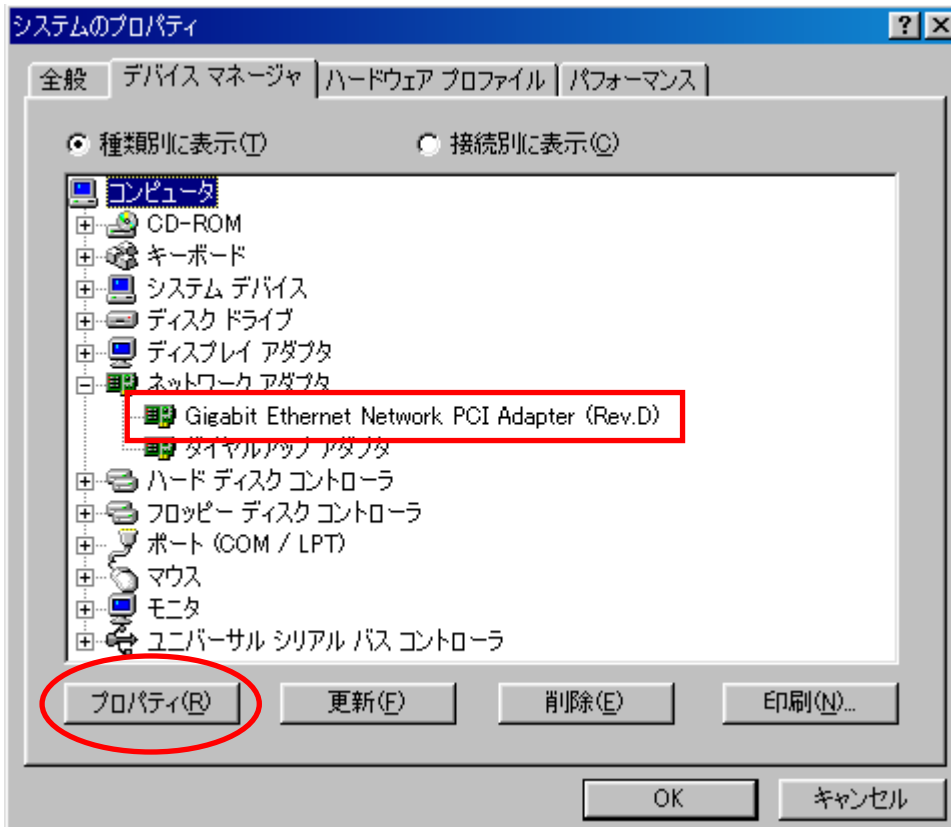 システムのプロパティ
全般 デバイス マネージャ ハードウェア プロファイル パフォーマンス
種類別に表示(T) 接続別に表示(C)
コンピュータ
CD-ROM
キーボード
システム デバイス
ディスク ドライブ
ディスプレイ アダプタ
ネットワーク アダプタ
Gigabit Ethernet Network PCI Adapter (Rev.D)
ダイヤルアップ アダプタ
ハード ディスク コントローラ
フロッピー ディスク コントローラ
ポート (COM / LPT)
マウス
モニタ
ユニバーサル シリアル バス コントローラ
プロパティ(R) 更新(F) 削除(E) 印刷(N)...
OK キャンセル